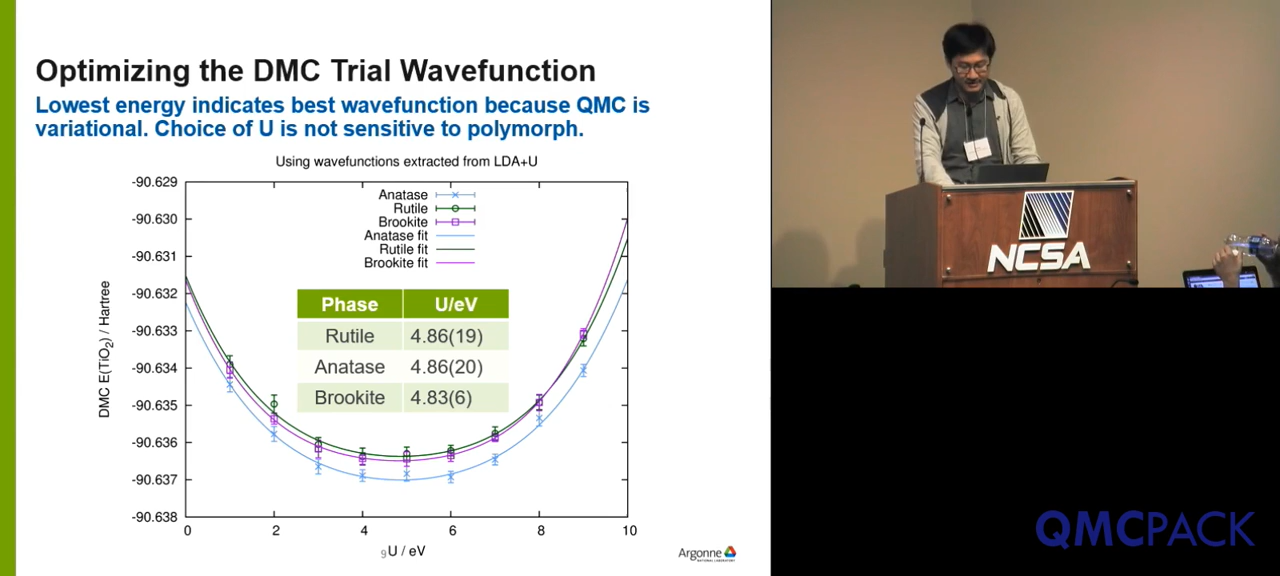 Optimizing the DMC Trial Wavefunction
Lowest energy indicates best wavefunction because QMC is
variational. Choice of U is not sensitive to polymorph.
Using wavefunctions extracted from LDA+U
-90.629
-90.630
-90.631
-90.632
-90.633
-90.634
-90.635
-90.636
-90.637
-90.638
DMC E(TiO₂) / Hartree
Anatase
Rutile
Brookite
Anatase fit
Rutile fit
Brookite fit
Phase U/eV
Rutile 4.86(19)
Anatase 4.86(20)
Brookite 4.83(6)
0 2 4 6 8 10
U / eV
9
Argonne
NATIONAL LABORATORY
NCSA
QMCPACK